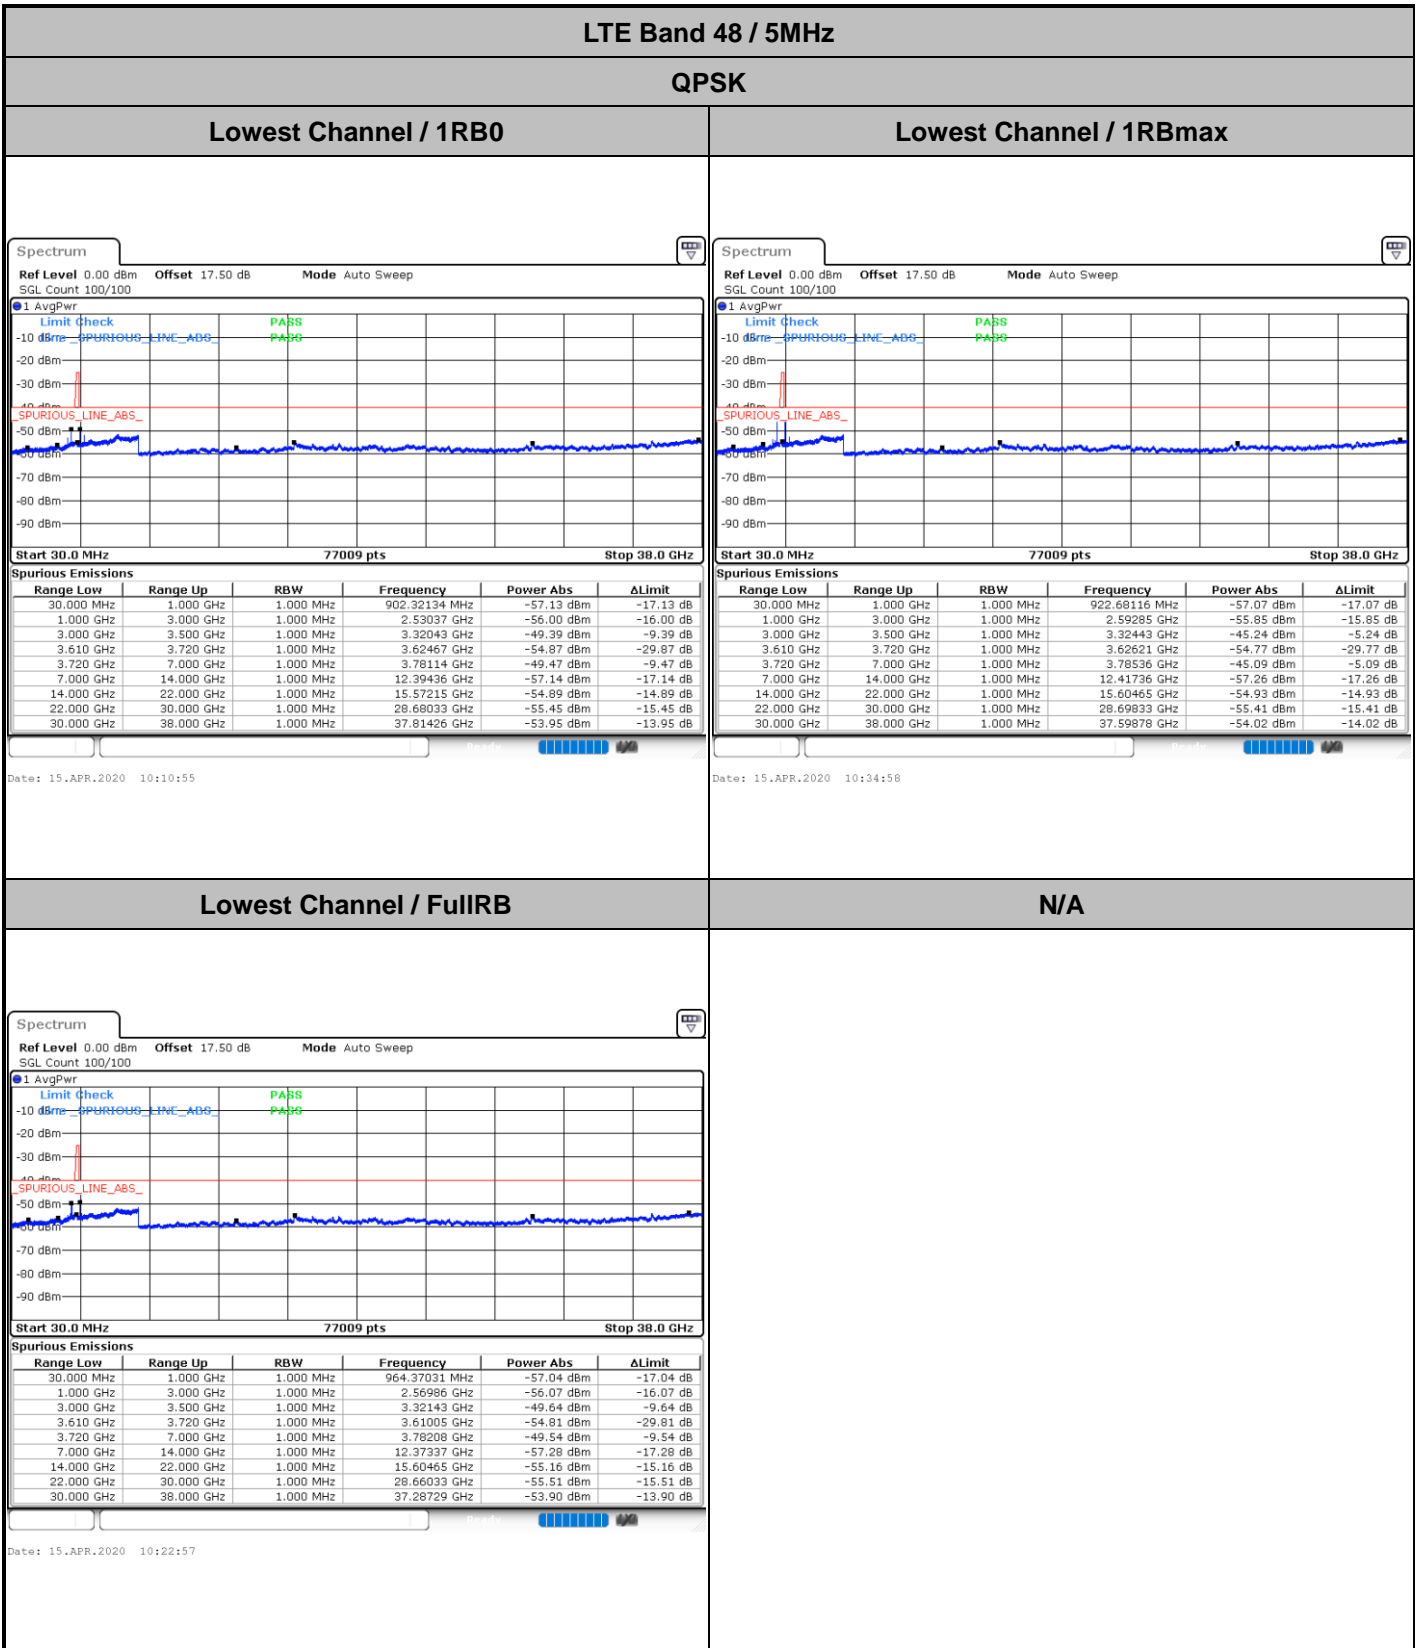 LTE Band 48 / 5MHz
QPSK
Lowest Channel / 1RB0
Lowest Channel / 1RBmax
Spectrum
Ref Level 0.00 dBm Offset 17.50 dB Mode Auto Sweep
SGL Count 100/100
1 AvgPwr
Limit Check PASS
-10 dBm Line _SPURIOUS_LINE_ABS_ PASS
-20 dBm
-30 dBm
-40 dBm
_SPURIOUS_LINE_ABS_
-50 dBm
-60 dBm
-70 dBm
-80 dBm
-90 dBm
Start 30.0 MHz 77009 pts Stop 38.0 GHz
Spurious Emissions
Range Low Range Up RBW Frequency Power Abs ΔLimit
30.000 MHz 1.000 GHz 1.000 MHz 902.32134 MHz -57.13 dBm -17.13 dB
1.000 GHz 3.000 GHz 1.000 MHz 2.53037 GHz -56.00 dBm -16.00 dB
3.000 GHz 3.500 GHz 1.000 MHz 3.32043 GHz -49.39 dBm -9.39 dB
3.610 GHz 3.720 GHz 1.000 MHz 3.62467 GHz -54.87 dBm -29.87 dB
3.720 GHz 7.000 GHz 1.000 MHz 3.78114 GHz -49.47 dBm -9.47 dB
7.000 GHz 14.000 GHz 1.000 MHz 12.39436 GHz -57.14 dBm -17.14 dB
14.000 GHz 22.000 GHz 1.000 MHz 15.57215 GHz -54.89 dBm -14.89 dB
22.000 GHz 30.000 GHz 1.000 MHz 28.68033 GHz -55.45 dBm -15.45 dB
30.000 GHz 38.000 GHz 1.000 MHz 37.81426 GHz -53.95 dBm -13.95 dB
Ready
Date: 15.APR.2020 10:10:55
Spectrum
Ref Level 0.00 dBm Offset 17.50 dB Mode Auto Sweep
SGL Count 100/100
1 AvgPwr
Limit Check PASS
-10 dBm Line _SPURIOUS_LINE_ABS_ PASS
-20 dBm
-30 dBm
-40 dBm
_SPURIOUS_LINE_ABS_
-50 dBm
-60 dBm
-70 dBm
-80 dBm
-90 dBm
Start 30.0 MHz 77009 pts Stop 38.0 GHz
Spurious Emissions
Range Low Range Up RBW Frequency Power Abs ΔLimit
30.000 MHz 1.000 GHz 1.000 MHz 922.68116 MHz -57.07 dBm -17.07 dB
1.000 GHz 3.000 GHz 1.000 MHz 2.59285 GHz -55.85 dBm -15.85 dB
3.000 GHz 3.500 GHz 1.000 MHz 3.32443 GHz -45.24 dBm -5.24 dB
3.610 GHz 3.720 GHz 1.000 MHz 3.62621 GHz -54.77 dBm -29.77 dB
3.720 GHz 7.000 GHz 1.000 MHz 3.78536 GHz -45.09 dBm -5.09 dB
7.000 GHz 14.000 GHz 1.000 MHz 12.41736 GHz -57.26 dBm -17.26 dB
14.000 GHz 22.000 GHz 1.000 MHz 15.60465 GHz -54.93 dBm -14.93 dB
22.000 GHz 30.000 GHz 1.000 MHz 28.69833 GHz -55.41 dBm -15.41 dB
30.000 GHz 38.000 GHz 1.000 MHz 37.59878 GHz -54.02 dBm -14.02 dB
Ready
Date: 15.APR.2020 10:34:58
Lowest Channel / FullRB
N/A
Spectrum
Ref Level 0.00 dBm Offset 17.50 dB Mode Auto Sweep
SGL Count 100/100
1 AvgPwr
Limit Check PASS
-10 dBm Line _SPURIOUS_LINE_ABS_ PASS
-20 dBm
-30 dBm
-40 dBm
_SPURIOUS_LINE_ABS_
-50 dBm
-60 dBm
-70 dBm
-80 dBm
-90 dBm
Start 30.0 MHz 77009 pts Stop 38.0 GHz
Spurious Emissions
Range Low Range Up RBW Frequency Power Abs ΔLimit
30.000 MHz 1.000 GHz 1.000 MHz 964.37031 MHz -57.04 dBm -17.04 dB
1.000 GHz 3.000 GHz 1.000 MHz 2.56986 GHz -56.07 dBm -16.07 dB
3.000 GHz 3.500 GHz 1.000 MHz 3.32143 GHz -49.64 dBm -9.64 dB
3.610 GHz 3.720 GHz 1.000 MHz 3.61005 GHz -54.81 dBm -29.81 dB
3.720 GHz 7.000 GHz 1.000 MHz 3.78208 GHz -49.54 dBm -9.54 dB
7.000 GHz 14.000 GHz 1.000 MHz 12.37337 GHz -57.28 dBm -17.28 dB
14.000 GHz 22.000 GHz 1.000 MHz 15.60465 GHz -55.16 dBm -15.16 dB
22.000 GHz 30.000 GHz 1.000 MHz 28.66033 GHz -55.51 dBm -15.51 dB
30.000 GHz 38.000 GHz 1.000 MHz 37.28729 GHz -53.90 dBm -13.90 dB
Ready
Date: 15.APR.2020 10:22:57